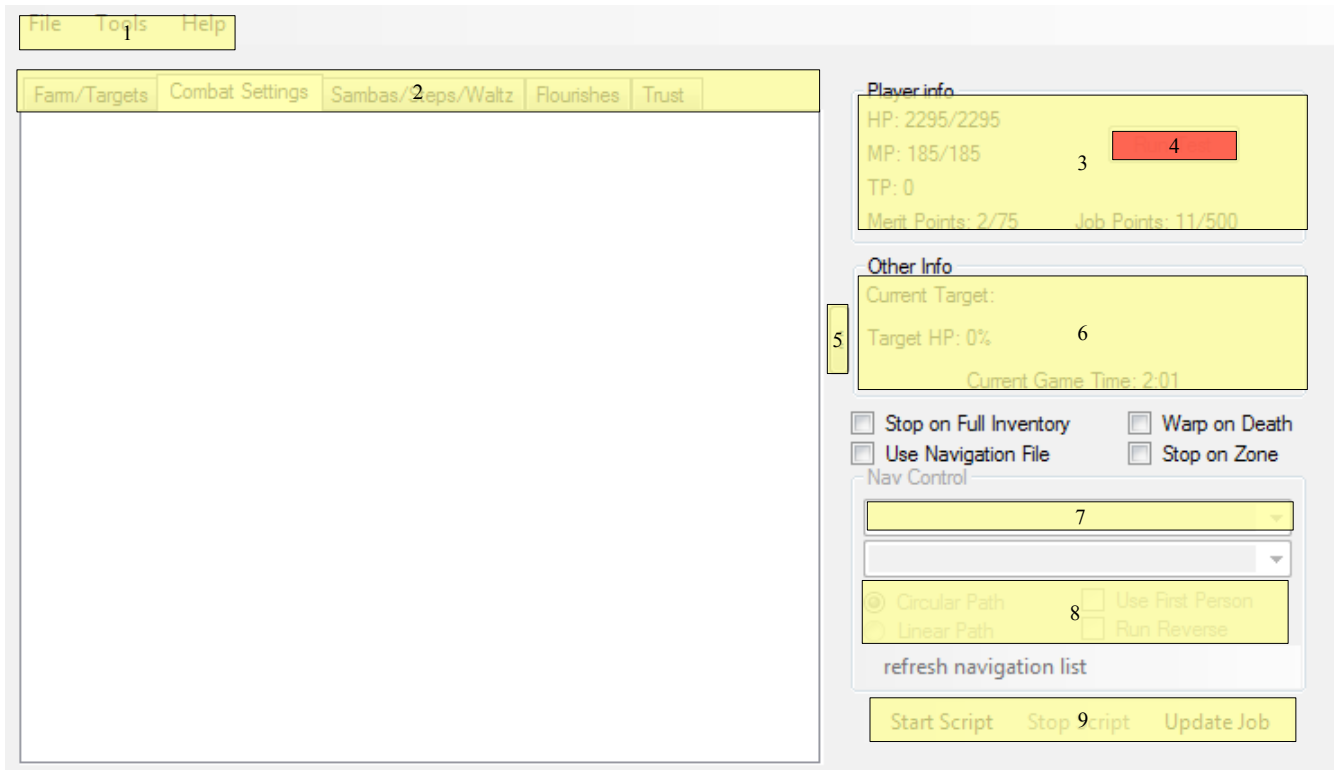 File Tools Help
1
Farm/Targets Combat Settings Sambas/Steps/Waltz Flourishes Trust
2
Player info
HP: 2295/2295
MP: 185/185
3
4
TP: 0
Merit Points: 2/75 Job Points: 11/500
Other Info
Current Target:
5
Target HP: 0%
6
Current Game Time: 2:01
Stop on Full Inventory Warp on Death
Use Navigation File Stop on Zone
Nav Control
7
Circular Path Use First Person
8
Linear Path Run Reverse
refresh navigation list
Start Script Stop Script Update Job
9